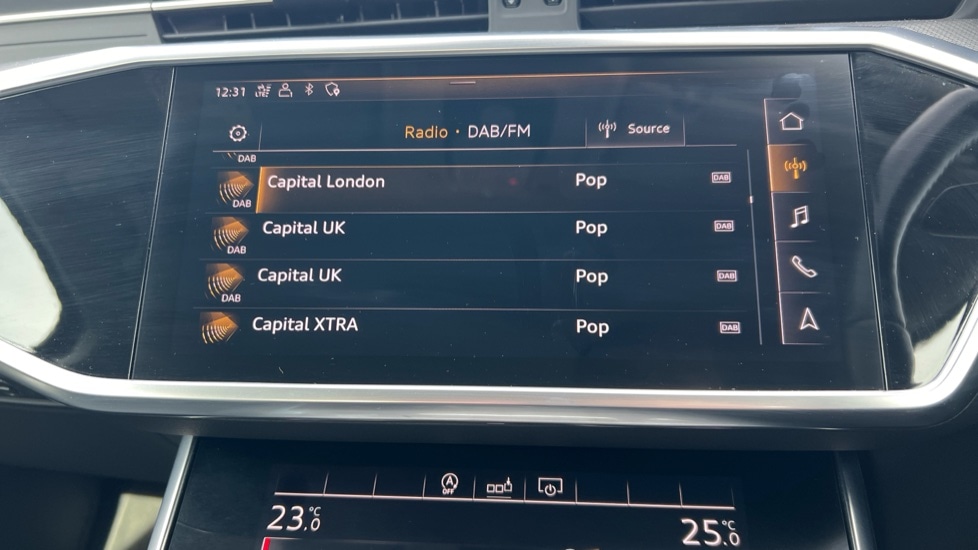 12:31 LTE
Radio · DAB/FM Source
DAB
Capital London Pop DAB
DAB
Capital UK Pop DAB
DAB
Capital UK Pop DAB
DAB
Capital XTRA Pop DAB
A OFF
23.0 °C 25.0 °C